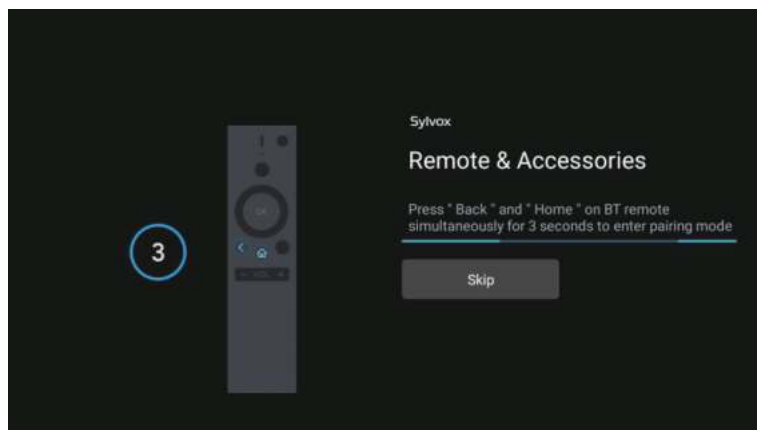 Sylvox
Remote & Accessories
Press " Back " and " Home " on BT remote
simultaneously for 3 seconds to enter pairing mode
3
OK
- VOL +
Skip